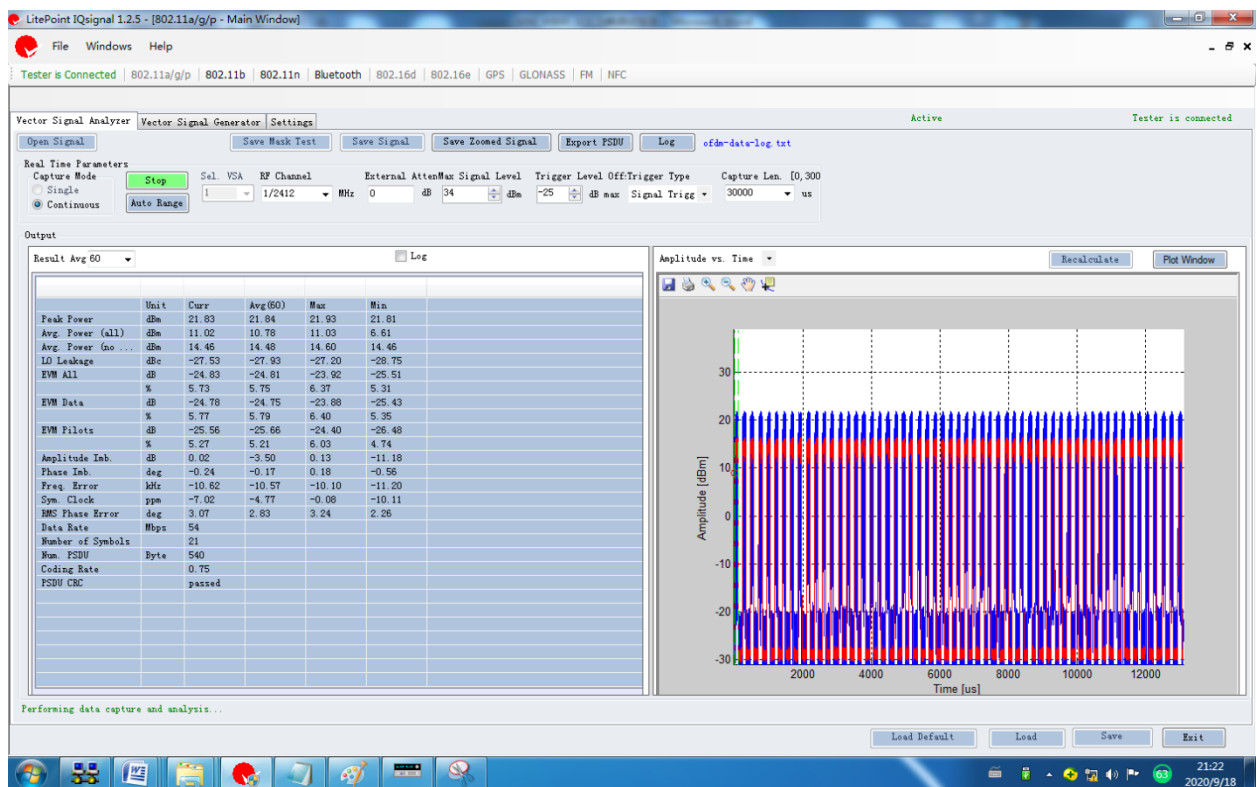 LitePoint IQsignal 1.2.5 - [802.11a/g/p - Main Window]
File Windows Help
Tester is Connected 802.11a/g/p 802.11b 802.11n Bluetooth 802.16d 802.16e GPS GLONASS FM NFC
Vector Signal Analyzer Vector Signal Generator Settings Active Tester is connected
Open Signal Save Mask Test Save Signal Save Zoomed Signal Export PSDU Log ofdm-data-log.txt
Real Time Parameters
Capture Mode Sel. VSA RF Channel External Atten Max Signal Level Trigger Level Off: Trigger Type Capture Len. [0,300
Single Stop 1 1/2412 MHz 0 dB 34 dBm -25 dB max Signal Trigg 30000 us
Continuous Auto Range
Output
Result Avg 60 Log Amplitude vs. Time Recalculate Plot Window
Unit Curr Avg(60) Max Min
Peak Power dBm 21.83 21.84 21.93 21.81
Avg. Power (all) dBm 11.02 10.78 11.03 6.61
Avg. Power (no ... dBm 14.46 14.48 14.60 14.46
LO Leakage dBc -27.53 -27.93 -27.20 -28.75
EVM All dB -24.83 -24.81 -23.92 -25.51
% 5.73 5.75 6.37 5.31
EVM Data dB -24.78 -24.75 -23.88 -25.43
% 5.77 5.79 6.40 5.35
EVM Pilots dB -25.56 -25.66 -24.40 -26.48
% 5.27 5.21 6.03 4.74
Amplitude Imb. dB 0.02 -3.50 0.13 -11.18
Phase Imb. deg -0.24 -0.17 0.18 -0.56
Freq. Error kHz -10.62 -10.57 -10.10 -11.20
Sym. Clock ppm -7.02 -4.77 -0.08 -10.11
RMS Phase Error deg 3.07 2.83 3.24 2.26
Data Rate Mbps 54
Number of Symbols 21
Num. PSDU Byte 540
Coding Rate 0.75
PSDU CRC passed
30
20
10
0
-10
-20
-30
Amplitude [dBm]
2000 4000 6000 8000 10000 12000
Time [us]
Performing data capture and analysis...
Load Default Load Save Exit
63 21:22
2020/9/18